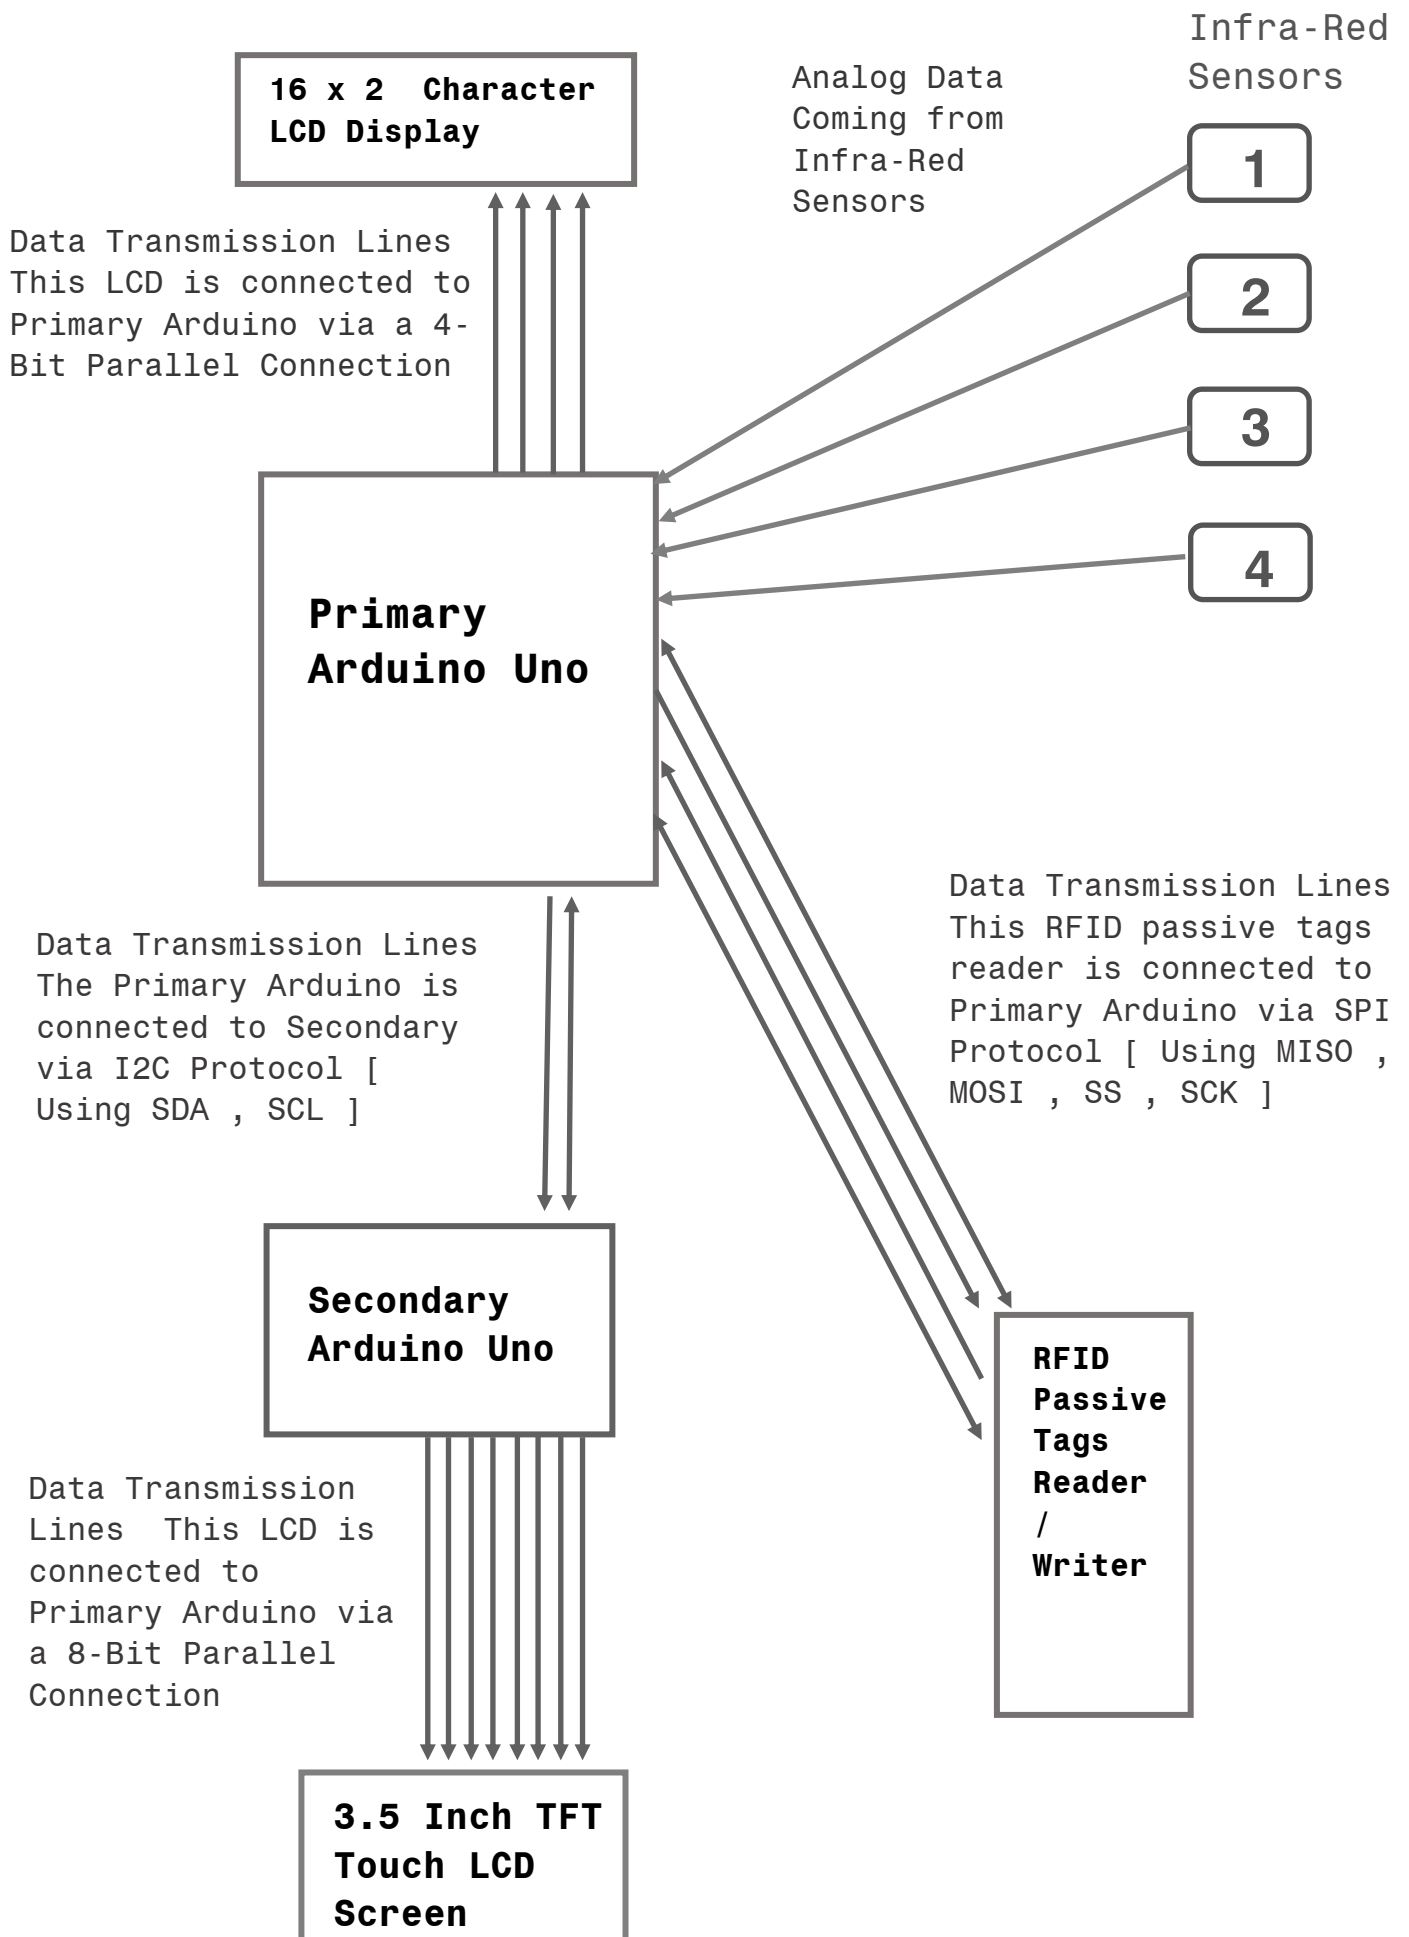 Infra-Red
Sensors
16 x 2  Character
LCD Display
Analog Data
Coming from
Infra-Red
Sensors
1
2
3
4
Data Transmission Lines
This LCD is connected to
Primary Arduino via a 4-
Bit Parallel Connection
Primary
Arduino Uno
Data Transmission Lines
This RFID passive tags
reader is connected to
Primary Arduino via SPI
Protocol [ Using MISO ,
MOSI , SS , SCK ]
Data Transmission Lines
The Primary Arduino is
connected to Secondary
via I2C Protocol [
Using SDA , SCL ]
Secondary
Arduino Uno
RFID
Passive
Tags
Reader
/
Writer
Data Transmission
Lines  This LCD is
connected to
Primary Arduino via
a 8-Bit Parallel
Connection
3.5 Inch TFT
Touch LCD
Screen